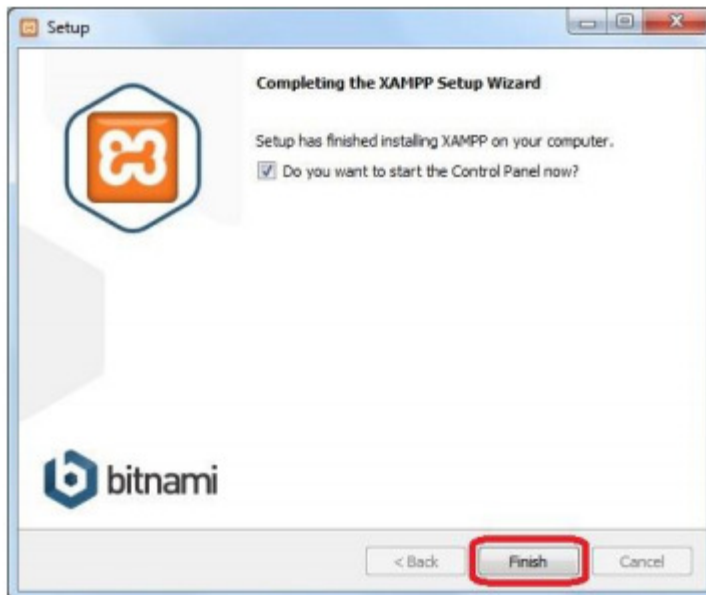 Setup
Completing the XAMPP Setup Wizard
Setup has finished installing XAMPP on your computer.
Do you want to start the Control Panel now?
bitnami
< Back
Finish
Cancel